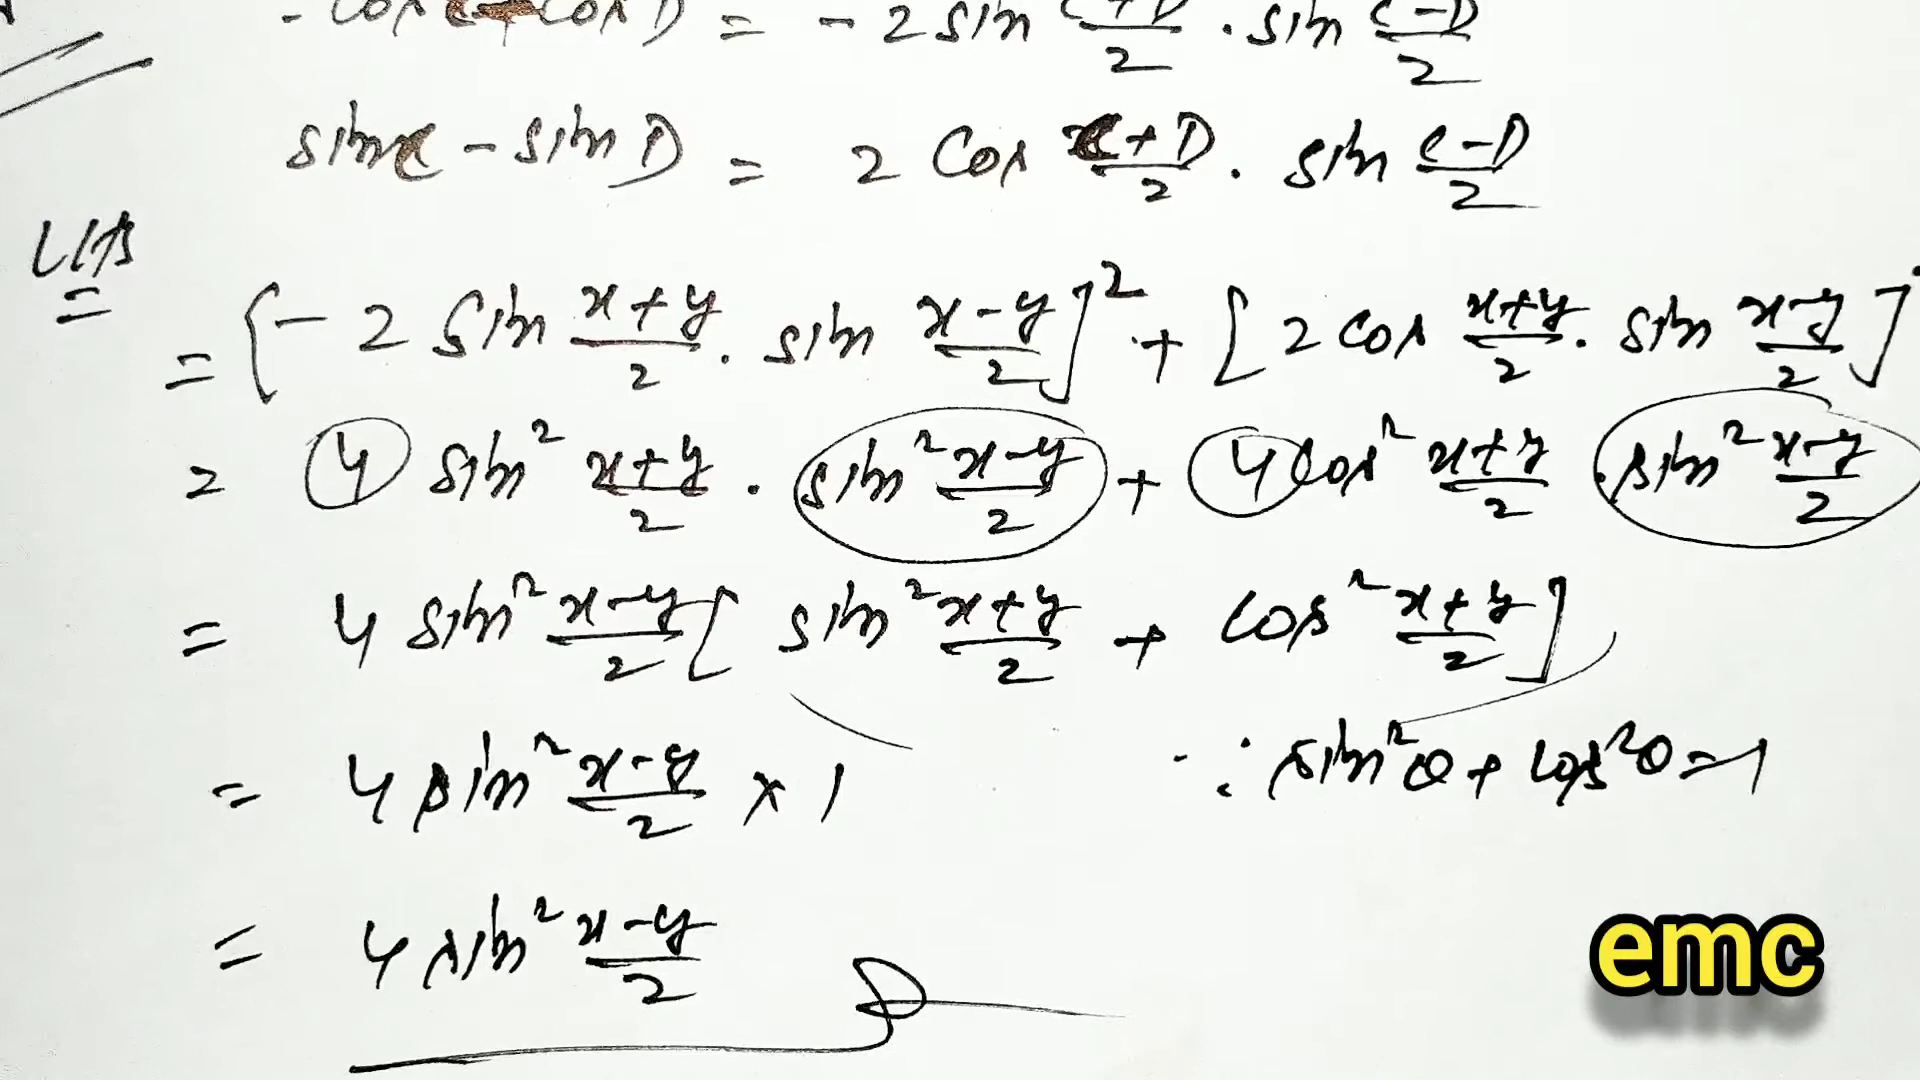 - cos C - cos D = - 2 sin (C+D)/2 . sin (C-D)/2
sin C - sin D = 2 cos (C+D)/2 . sin (C-D)/2
LHS
= [- 2 sin (x+y)/2 . sin (x-y)/2]² + [2 cos (x+y)/2 . sin (x-y)/2]
= 4 sin² (x+y)/2 . sin² (x-y)/2 + 4 cos² (x+y)/2 . sin² (x-y)/2
= 4 sin² (x-y)/2 [ sin² (x+y)/2 + cos² (x+y)/2 ]
= 4 sin² (x-y)/2 × 1 ∵ sin²θ + cos²θ = 1
= 4 sin² (x-y)/2
emc